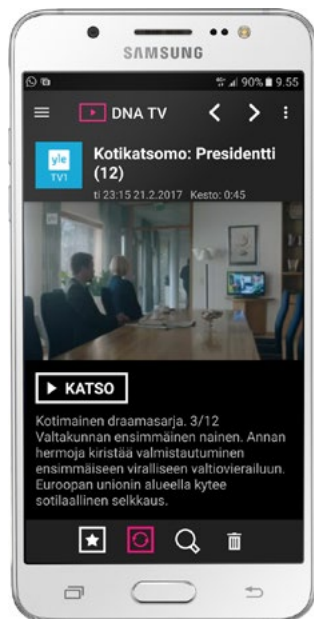 SAMSUNG
90% 9.55
DNA TV
yle
TV1
Kotikatsomo: Presidentti
(12)
ti 23:15 21.2.2017 Kesto: 0:45
KATSO
Kotimainen draamasarja. 3/12
Valtakunnan ensimmäinen nainen. Annan
hermoja kiristää valmistautuminen
ensimmäiseen viralliseen valtiovierailuun.
Euroopan unionin alueella kytee
sotilaallinen selkkaus.